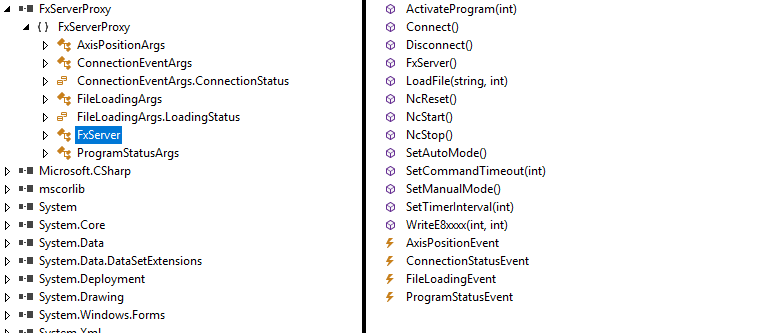 FxServerProxy
{ } FxServerProxy
AxisPositionArgs
ConnectionEventArgs
ConnectionEventArgs.ConnectionStatus
FileLoadingArgs
FileLoadingArgs.LoadingStatus
FxServer
ProgramStatusArgs
Microsoft.CSharp
mscorlib
System
System.Core
System.Data
System.Data.DataSetExtensions
System.Deployment
System.Drawing
System.Windows.Forms
System.Xml
ActivateProgram(int)
Connect()
Disconnect()
FxServer()
LoadFile(string, int)
NcReset()
NcStart()
NcStop()
SetAutoMode()
SetCommandTimeout(int)
SetManualMode()
SetTimerInterval(int)
WriteE8xxxx(int, int)
AxisPositionEvent
ConnectionStatusEvent
FileLoadingEvent
ProgramStatusEvent